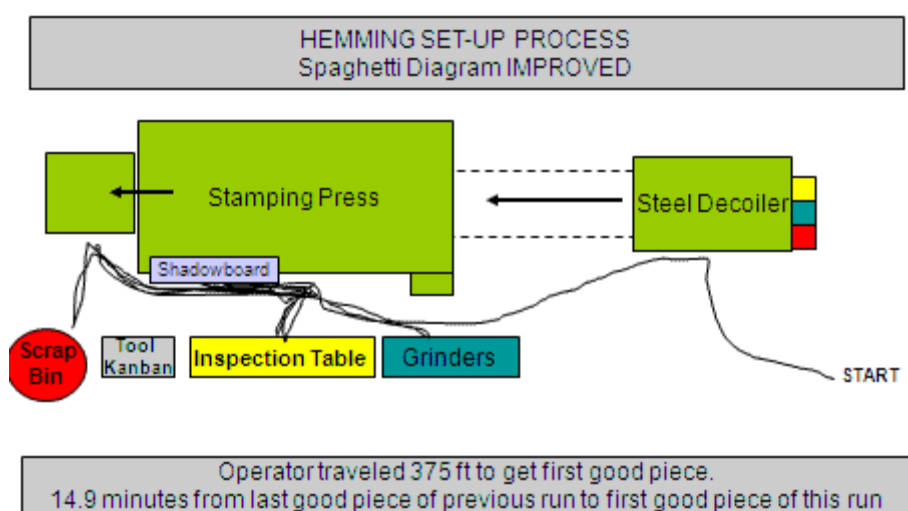 HEMMING SET-UP PROCESS
Spaghetti Diagram IMPROVED
Stamping Press
Steel Decoiler
Shadowboard
Scrap
Bin
Tool
Kanban
Inspection Table
Grinders
START
Operator traveled 375 ft to get first good piece.
14.9 minutes from last good piece of previous run to first good piece of this run